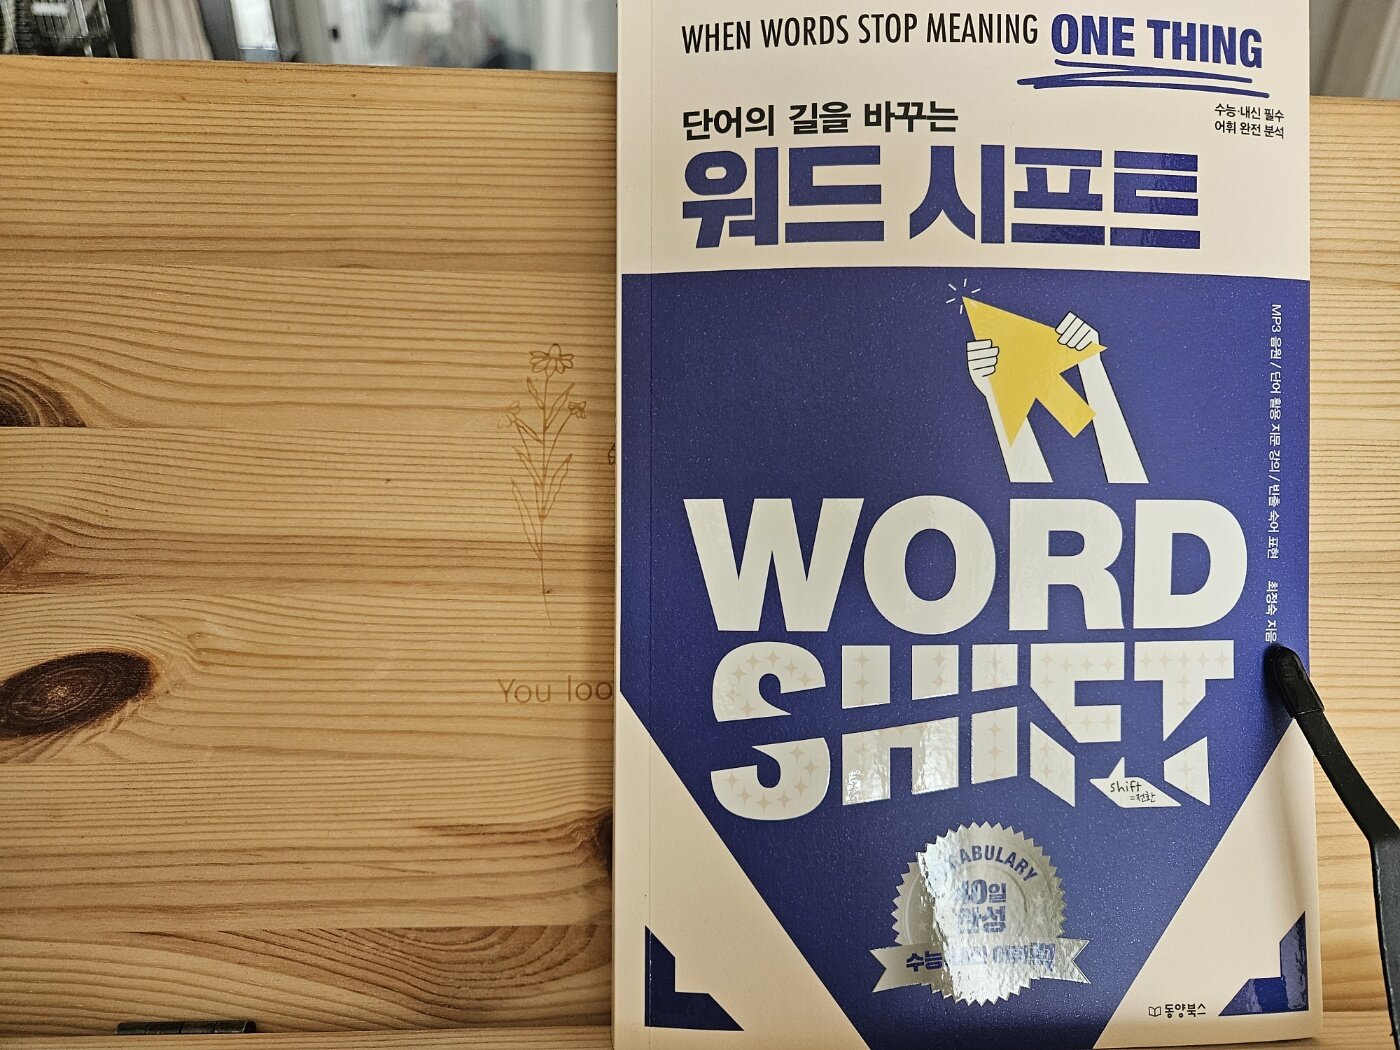 WHEN WORDS STOP MEANING ONE THING
수능·내신 필수
어휘 완전 분석
단어의 길을 바꾸는
워드 시프트
MP3 음원 / 단어 활용 지문 강의 / 빈출 숙어 표현 최정숙 지음
WORD
SHIFT
shift
=전환
You loo
CABULARY
40일
완성
수능
동양북스